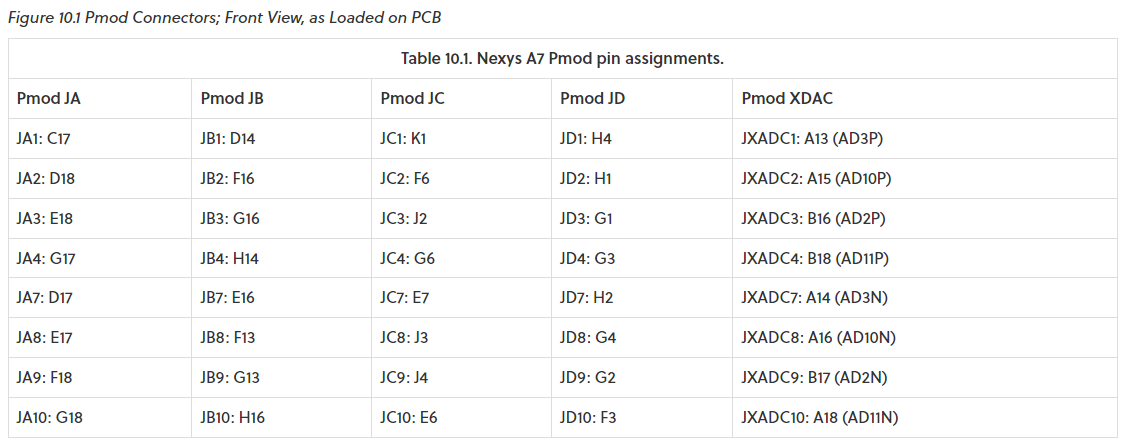 Figure 10.1 Pmod Connectors; Front View, as Loaded on PCB
Table 10.1. Nexys A7 Pmod pin assignments.
Pmod JA Pmod JB Pmod JC Pmod JD Pmod XDAC
JA1: C17 JB1: D14 JC1: K1 JD1: H4 JXADC1: A13 (AD3P)
JA2: D18 JB2: F16 JC2: F6 JD2: H1 JXADC2: A15 (AD10P)
JA3: E18 JB3: G16 JC3: J2 JD3: G1 JXADC3: B16 (AD2P)
JA4: G17 JB4: H14 JC4: G6 JD4: G3 JXADC4: B18 (AD11P)
JA7: D17 JB7: E16 JC7: E7 JD7: H2 JXADC7: A14 (AD3N)
JA8: E17 JB8: F13 JC8: J3 JD8: G4 JXADC8: A16 (AD10N)
JA9: F18 JB9: G13 JC9: J4 JD9: G2 JXADC9: B17 (AD2N)
JA10: G18 JB10: H16 JC10: E6 JD10: F3 JXADC10: A18 (AD11N)